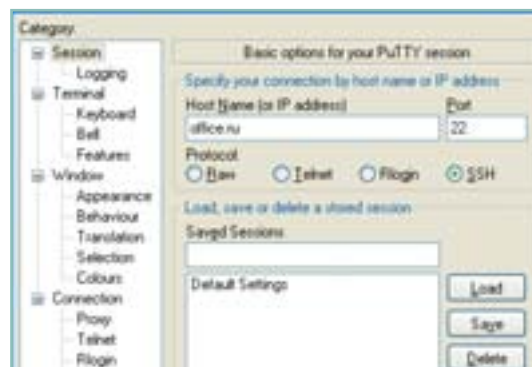 Category:
Session
Logging
Terminal
Keyboard
Bell
Features
Window
Appearance
Behaviour
Translation
Selection
Colours
Connection
Proxy
Telnet
Rlogin
Basic options for your PuTTY session
Specify your connection by host name or IP address
Host Name (or IP address)
Port
office.ru
22
Protocol:
Raw Telnet Rlogin SSH
Load, save or delete a stored session
Saved Sessions
Default Settings
Load
Save
Delete